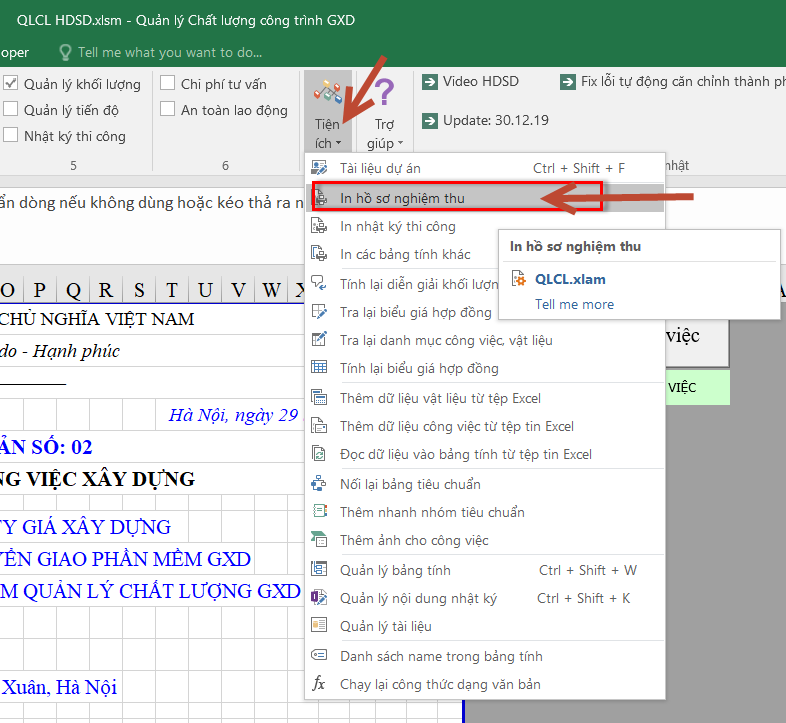 QLCL HDSD.xlsm - Quản lý Chất lượng công trình GXD
oper
Tell me what you want to do...
Quản lý khối lượng
Quản lý tiến độ
Nhật ký thi công
5
Chi phí tư vấn
An toàn lao động
6
Tiện
ích
?
Trợ
giúp
Video HDSD
Update: 30.12.19
Fix lỗi tự động căn chỉnh thành ph
nhật
ẩn dòng nếu không dùng hoặc kéo thả ra n
Tài liệu dự án Ctrl + Shift + F
In hồ sơ nghiệm thu
In nhật ký thi công
In các bảng tính khác
Tính lại diễn giải khối lượn
Tra lại biểu giá hợp đồng
Tra lại danh mục công việc, vật liệu
Tính lại biểu giá hợp đồng
Thêm dữ liệu vật liệu từ tệp Excel
Thêm dữ liệu công việc từ tệp tin Excel
Đọc dữ liệu vào bảng tính từ tệp tin Excel
Nối lại bảng tiêu chuẩn
Thêm nhanh nhóm tiêu chuẩn
Thêm ảnh cho công việc
Quản lý bảng tính Ctrl + Shift + W
Quản lý nội dung nhật ký Ctrl + Shift + K
Quản lý tài liệu
Danh sách name trong bảng tính
fx Chạy lại công thức dạng văn bản
In hồ sơ nghiệm thu
QLCL.xlam
Tell me more
O P Q R S T U V W X
CHỦ NGHĨA VIỆT NAM
do - Hạnh phúc
Hà Nội, ngày 29
ẢN SỐ: 02
NG VIỆC XÂY DỰNG
TY GIÁ XÂY DỰNG
YỂN GIAO PHẦN MỀM GXD
M QUẢN LÝ CHẤT LƯỢNG GXD
Xuân, Hà Nội
việc
VIỆC